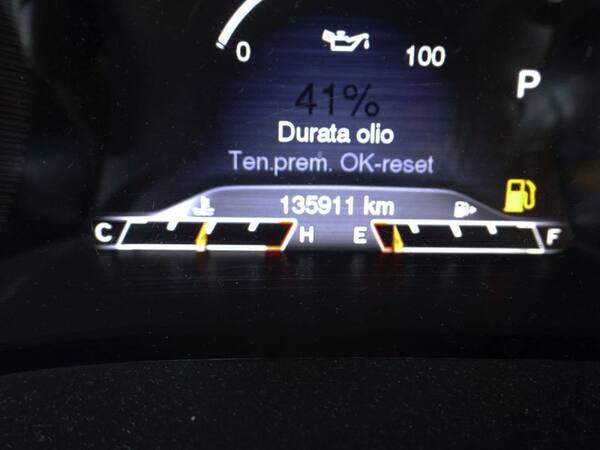 0 100
P
41%
Durata olio
Ten.prem. OK-reset
135911 km
C H E F